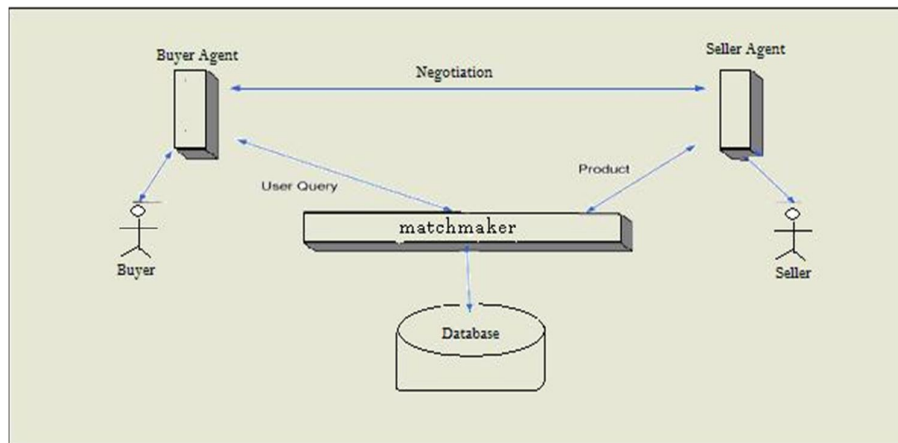 Buyer Agent
Seller Agent
Negotiation
User Query
Product
matchmaker
Buyer
Seller
Database